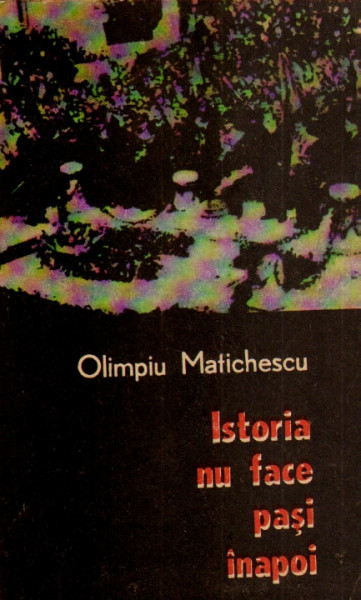 Olimpiu Matichescu
Istoria
nu face
pași
înapoi